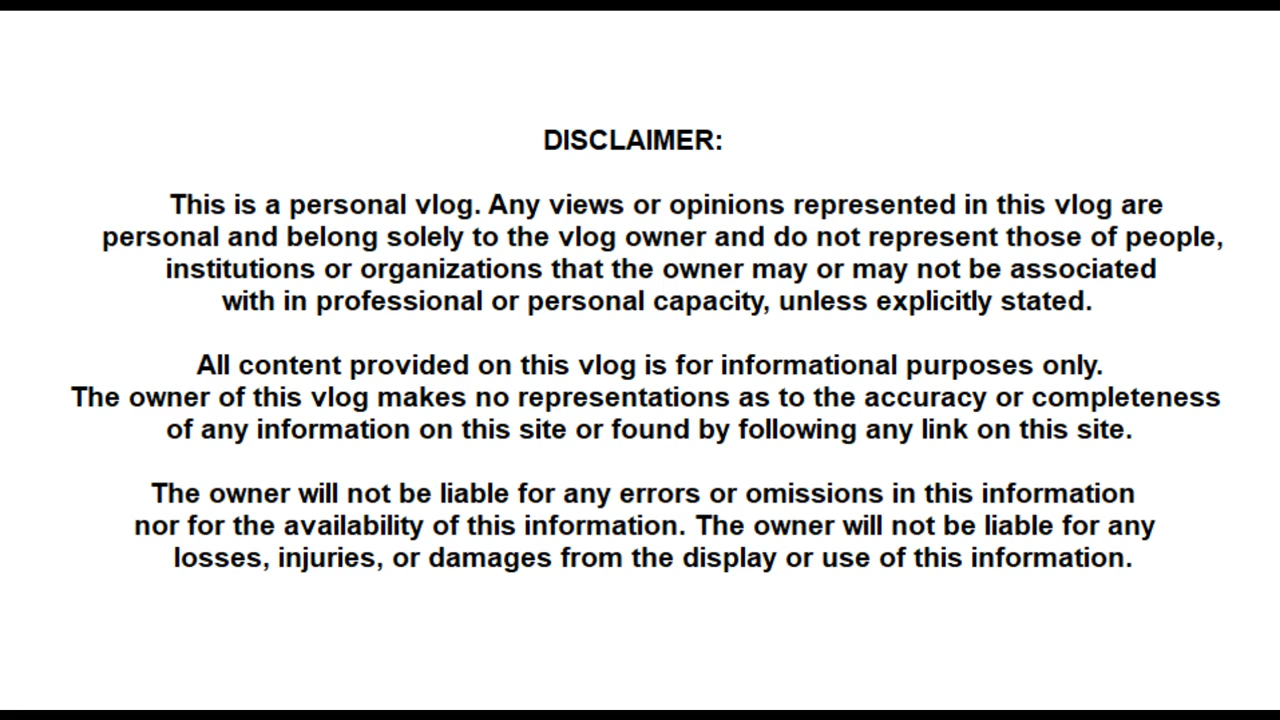 DISCLAIMER:
This is a personal vlog. Any views or opinions represented in this vlog are
personal and belong solely to the vlog owner and do not represent those of people,
institutions or organizations that the owner may or may not be associated
with in professional or personal capacity, unless explicitly stated.
All content provided on this vlog is for informational purposes only.
The owner of this vlog makes no representations as to the accuracy or completeness
of any information on this site or found by following any link on this site.
The owner will not be liable for any errors or omissions in this information
nor for the availability of this information. The owner will not be liable for any
losses, injuries, or damages from the display or use of this information.